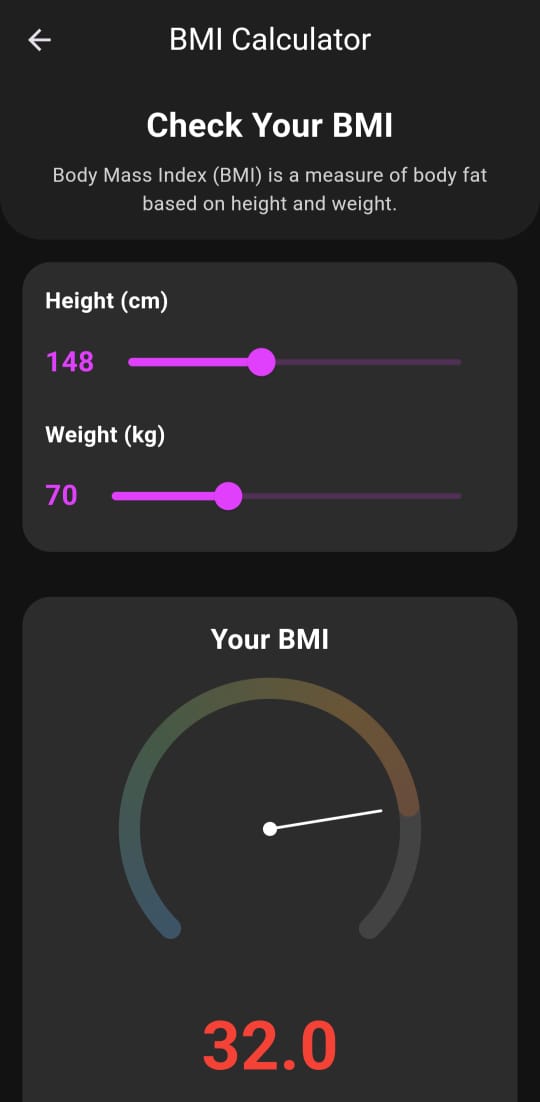 BMI Calculator
Check Your BMI
Body Mass Index (BMI) is a measure of body fat
based on height and weight.
Height (cm)
148
Weight (kg)
70
Your BMI
32.0